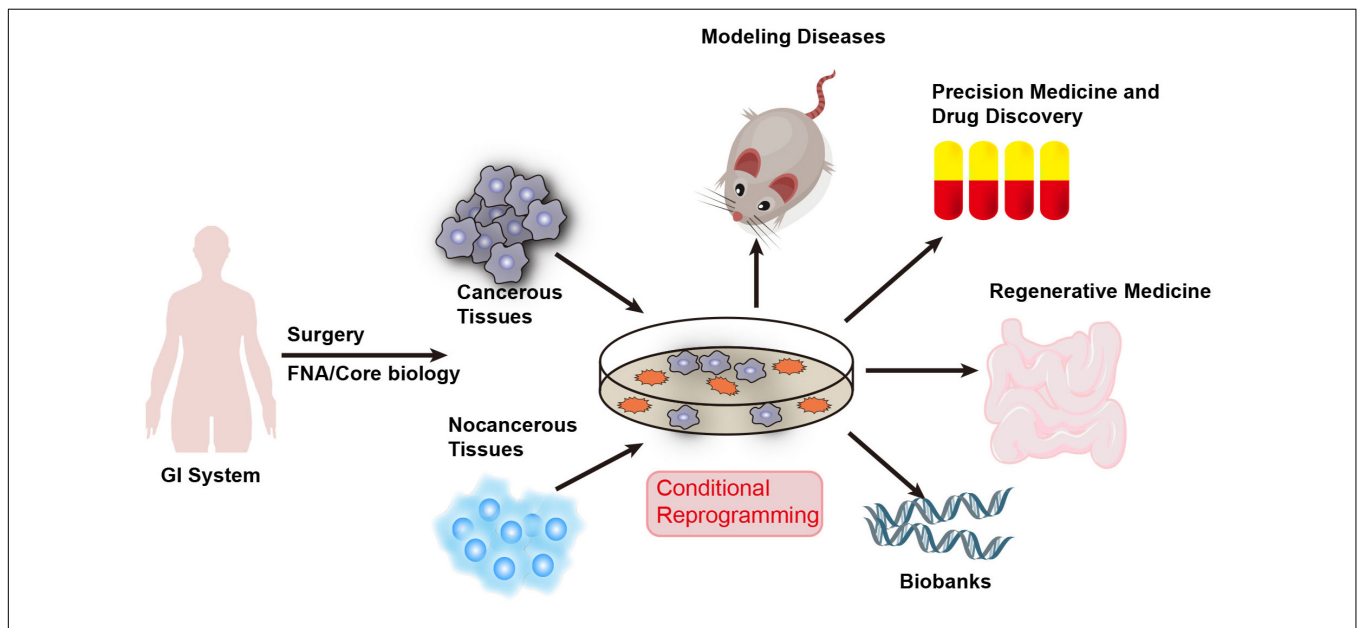 Modeling Diseases
Precision Medicine and
Drug Discovery
Cancerous
Tissues
Regenerative Medicine
Surgery
FNA/Core biology
Nocancerous
Tissues
GI System
Conditional
Reprogramming
Biobanks